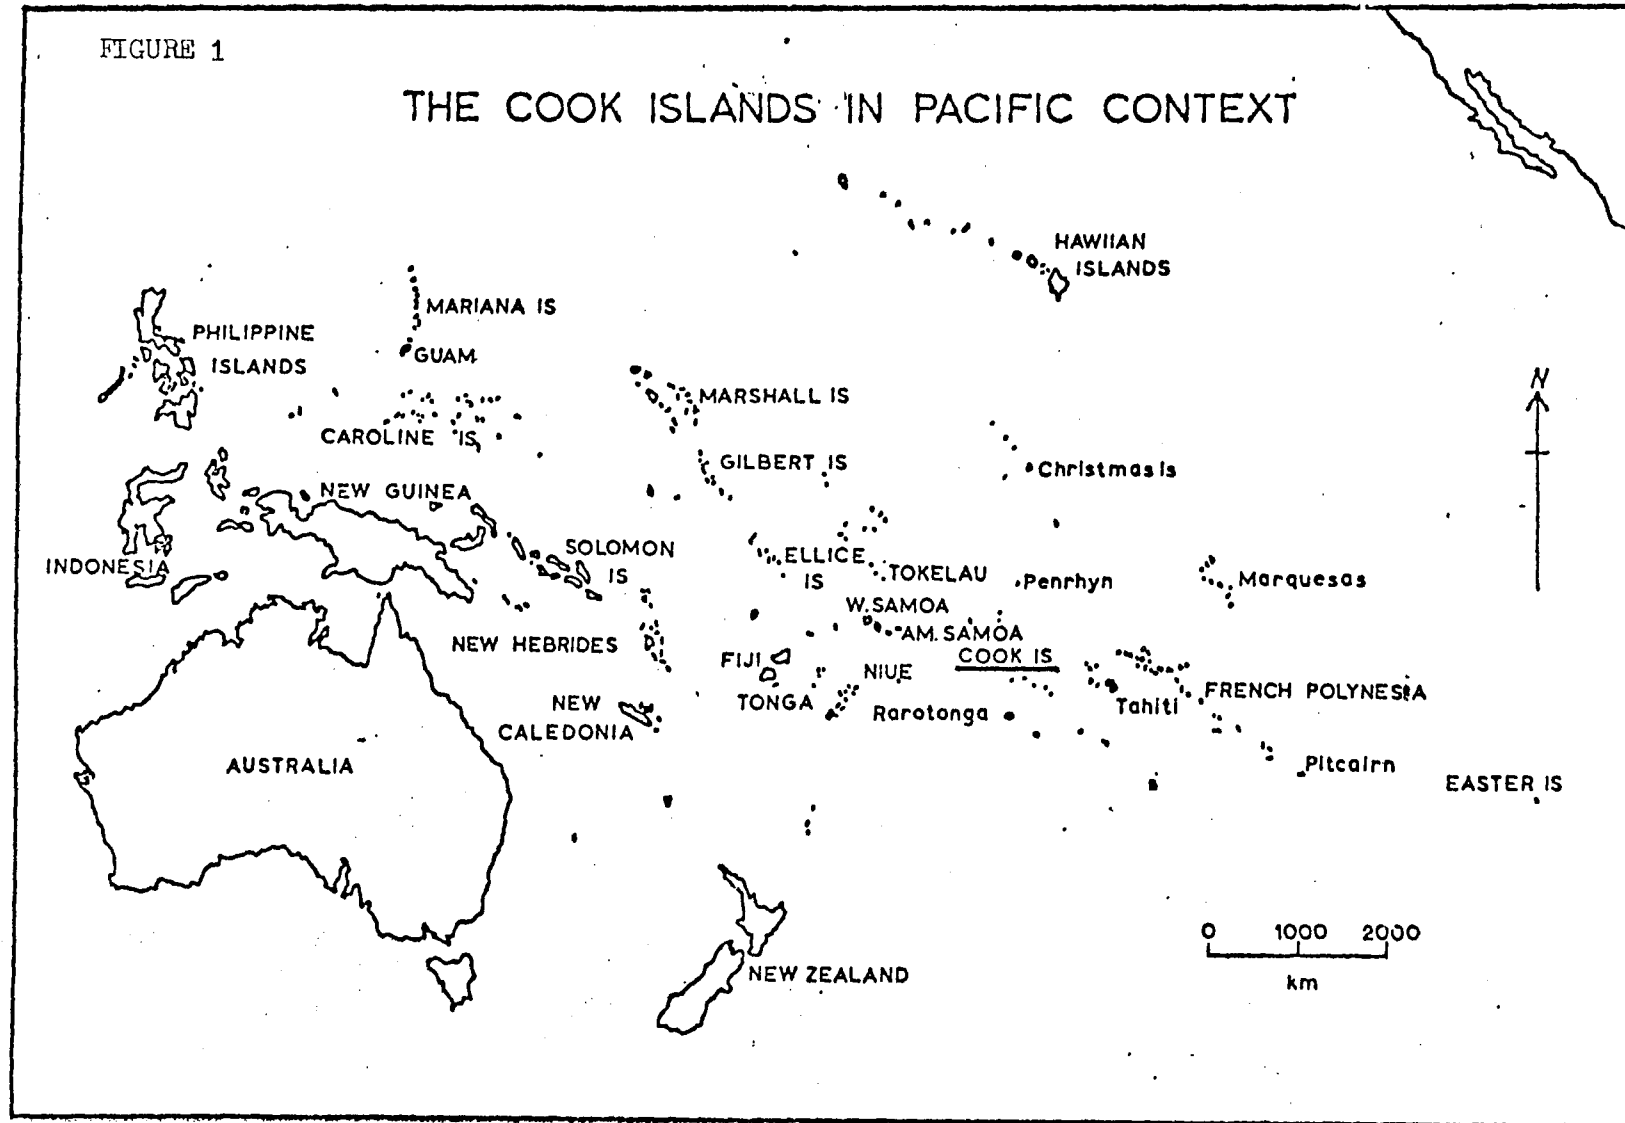 FIGURE 1
THE COOK ISLANDS IN PACIFIC CONTEXT
HAWIIAN
ISLANDS
MARIANA IS
GUAM
PHILIPPINE
ISLANDS
MARSHALL IS
CAROLINE IS
GILBERT IS
Christmas Is
NEW GUINEA
INDONESIA
SOLOMON
IS
ELLICE
IS
TOKELAU
Penrhyn
Marquesas
W. SAMOA
AM. SAMOA
NEW HEBRIDES
FIJI
COOK IS
NIUE
TONGA
Rarotonga
Tahiti
FRENCH POLYNESIA
NEW
CALEDONIA
AUSTRALIA
Pitcairn
EASTER IS
NEW ZEALAND
N
0 1000 2000
km